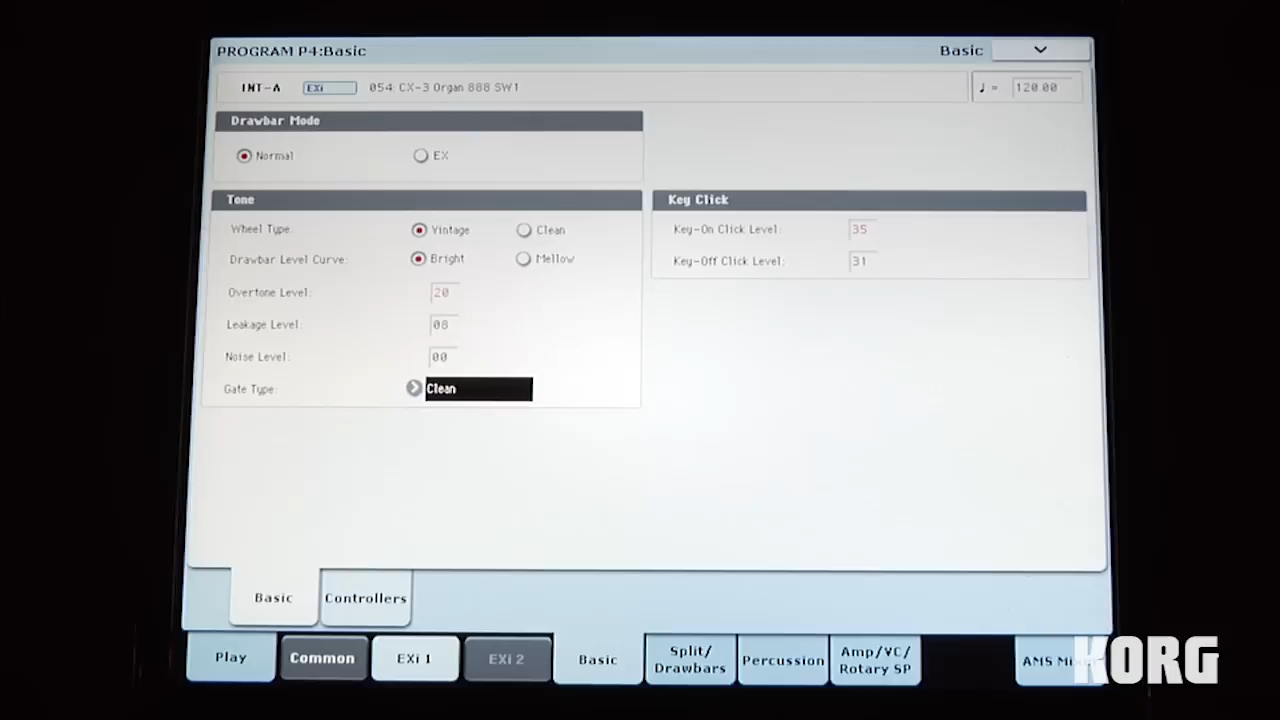 PROGRAM P4:Basic
Basic
INT-A EXi 054: CX-3 Organ 888 SW1
♩ = 120.00
Drawbar Mode
Normal EX
Tone
Wheel Type: Vintage Clean
Drawbar Level Curve: Bright Mellow
Overtone Level: 20
Leakage Level: 08
Noise Level: 00
Gate Type: Clean
Key Click
Key-On Click Level: 35
Key-Off Click Level: 31
Basic Controllers
Play
Common
EXi 1
EXi 2
Basic
Split/
Drawbars
Percussion
Amp/VC/
Rotary SP
AMS
KORG